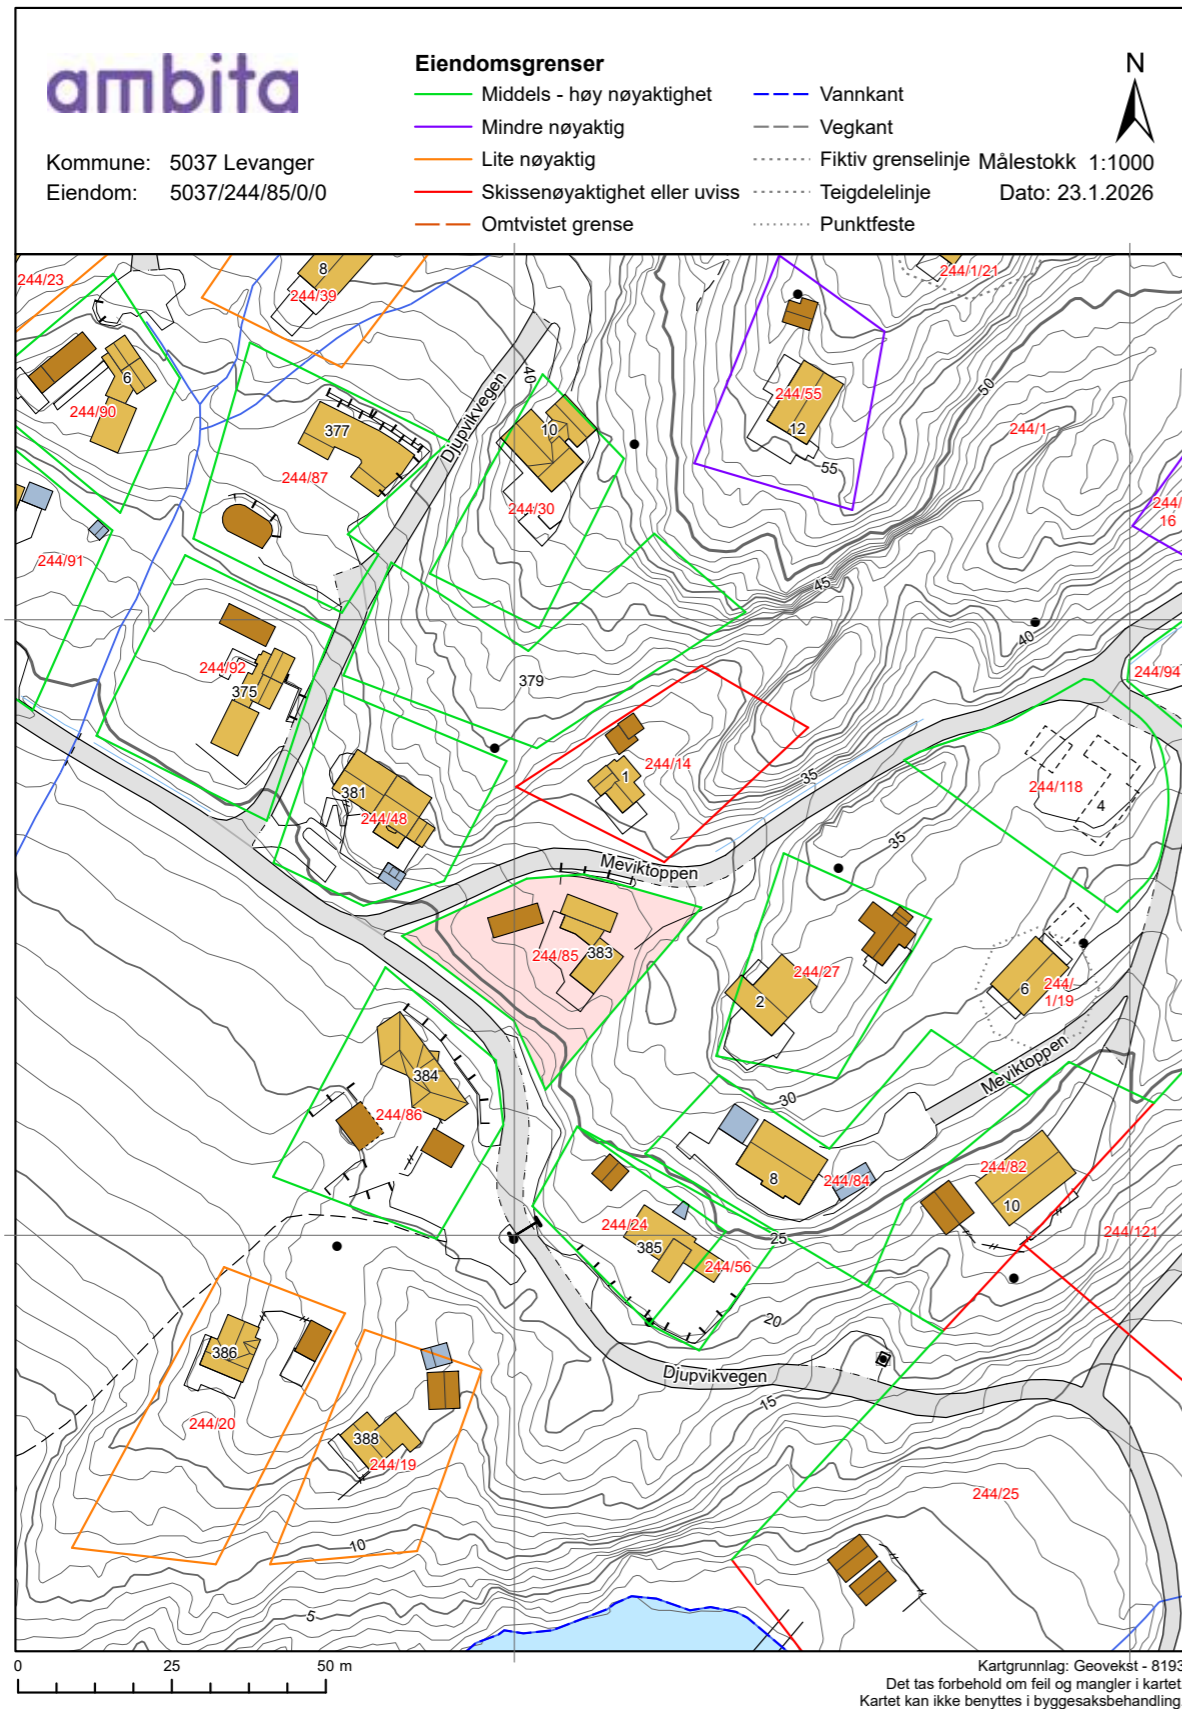 ambita
Kommune: 5037 Levanger
Eiendom: 5037/244/85/0/0
Eiendomsgrenser
Middels - høy nøyaktighet
Mindre nøyaktig
Lite nøyaktig
Skissenøyaktighet eller uviss
Omtvistet grense
Vannkant
Vegkant
Fiktiv grenselinje
Teigdelelinje
Punktfeste
N
Målestokk 1:1000
Dato: 23.1.2026
244/23
8
244/39
244/1/21
6
244/90
377
244/87
Djupvikvegen
40
10
244/30
244/55
12
55
50
244/1
244/
16
244/91
45
40
244/92
375
379
244/94
381
244/48
1
244/14
35
244/118
4
35
Meviktoppen
244/85
383
244/27
2
6
244/
1/19
384
244/86
30
Meviktoppen
8
244/84
244/82
10
244/24
385
244/56
25
244/121
20
386
244/20
388
244/19
Djupvikvegen
15
244/25
10
5
0 25 50 m
Kartgrunnlag: Geovekst - 8193
Det tas forbehold om feil og mangler i kartet.
Kartet kan ikke benyttes i byggesaksbehandling.